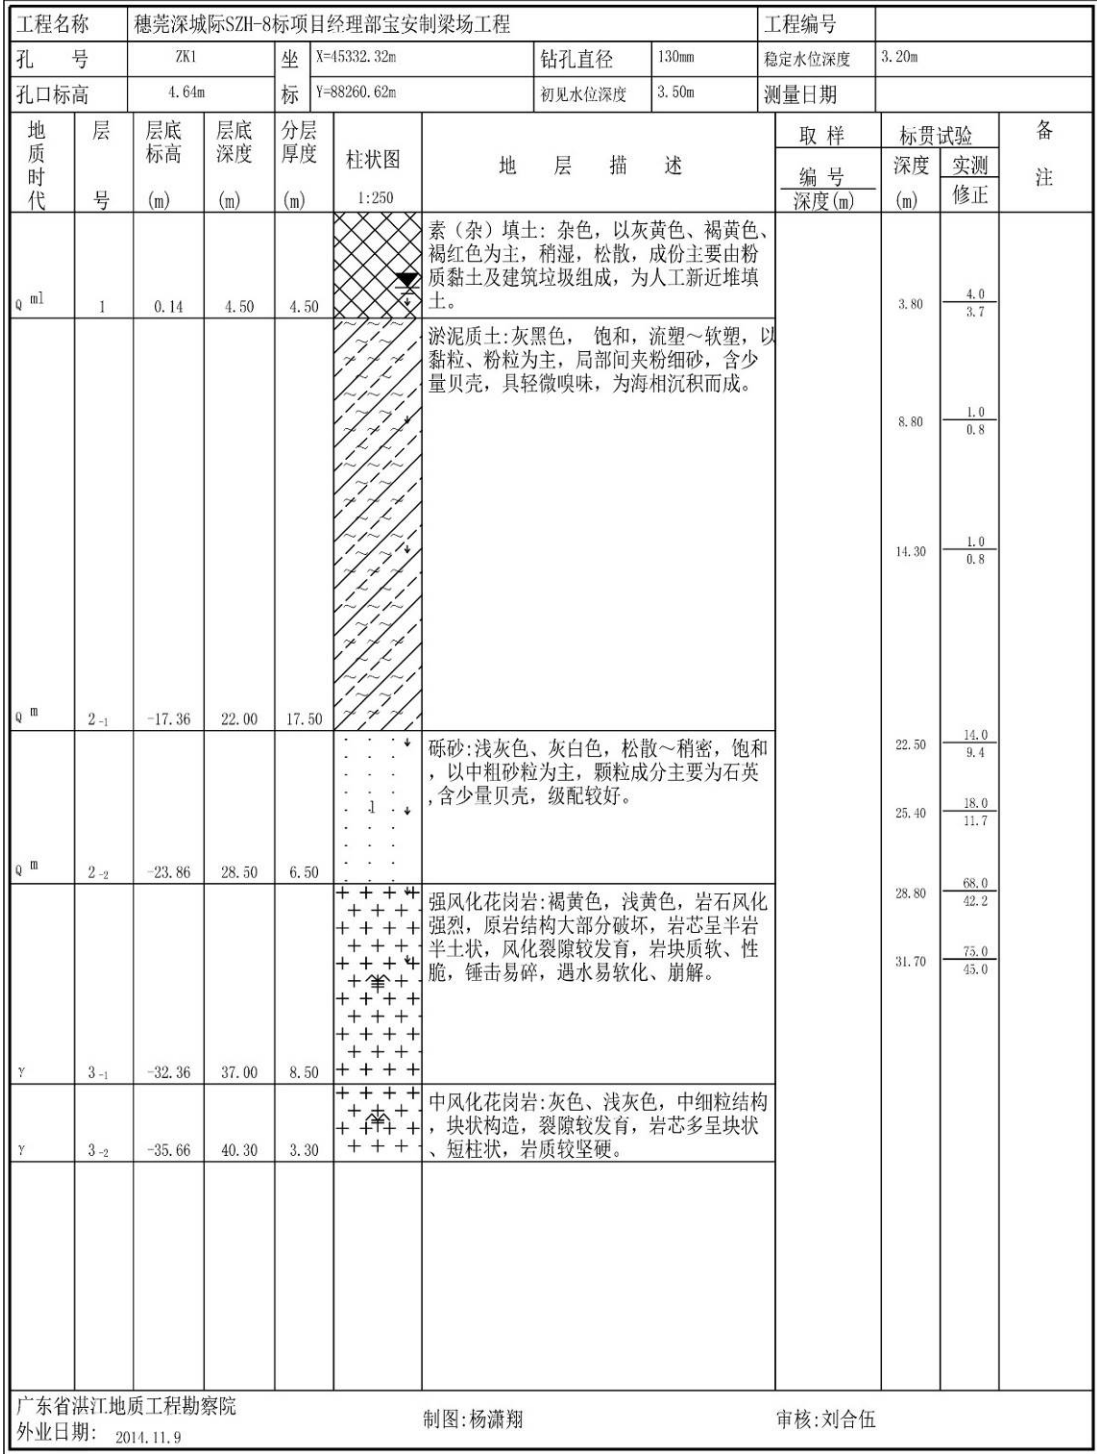 工程名称 穗莞深城际SZH-8标项目经理部宝安制梁场工程 工程编号
孔 号 ZK1 坐 X=45332.32m 钻孔直径 130mm 稳定水位深度 3.20m
孔口标高 4.64m 标 Y=88260.62m 初见水位深度 3.50m 测量日期
地质时代 层号 层底标高(m) 层底深度(m) 分层厚度(m) 柱状图 1:250 地 层 描 述 取 样 编 号 深度(m) 标贯试验 深度(m) 实测 修正 备注
素（杂）填土: 杂色，以灰黄色、褐黄色、
褐红色为主，稍湿，松散，成份主要由粉
质黏土及建筑垃圾组成，为人工新近堆填
土。
Q ml 1 0.14 4.50 4.50 3.80 4.0 3.7
淤泥质土:灰黑色， 饱和，流塑～软塑，以
黏粒、粉粒为主，局部间夹粉细砂，含少
量贝壳，具轻微嗅味，为海相沉积而成。
8.80 1.0 0.8
14.30 1.0 0.8
Q m 2-1 -17.36 22.00 17.50
砾砂:浅灰色、灰白色，松散～稍密，饱和
，以中粗砂粒为主，颗粒成分主要为石英
,含少量贝壳，级配较好。
22.50 14.0 9.4
1
25.40 18.0 11.7
Q m 2-2 -23.86 28.50 6.50
强风化花岗岩:褐黄色，浅黄色，岩石风化
强烈，原岩结构大部分破坏，岩芯呈半岩
半土状，风化裂隙较发育，岩块质软、性
脆，锤击易碎，遇水易软化、崩解。
28.80 68.0 42.2
31.70 75.0 45.0
γ 3-1 -32.36 37.00 8.50
中风化花岗岩:灰色、浅灰色，中细粒结构
，块状构造，裂隙较发育，岩芯多呈块状
、短柱状，岩质较坚硬。
γ 3-2 -35.66 40.30 3.30
广东省湛江地质工程勘察院
外业日期: 2014.11.9 制图:杨潇翔 审核:刘合伍